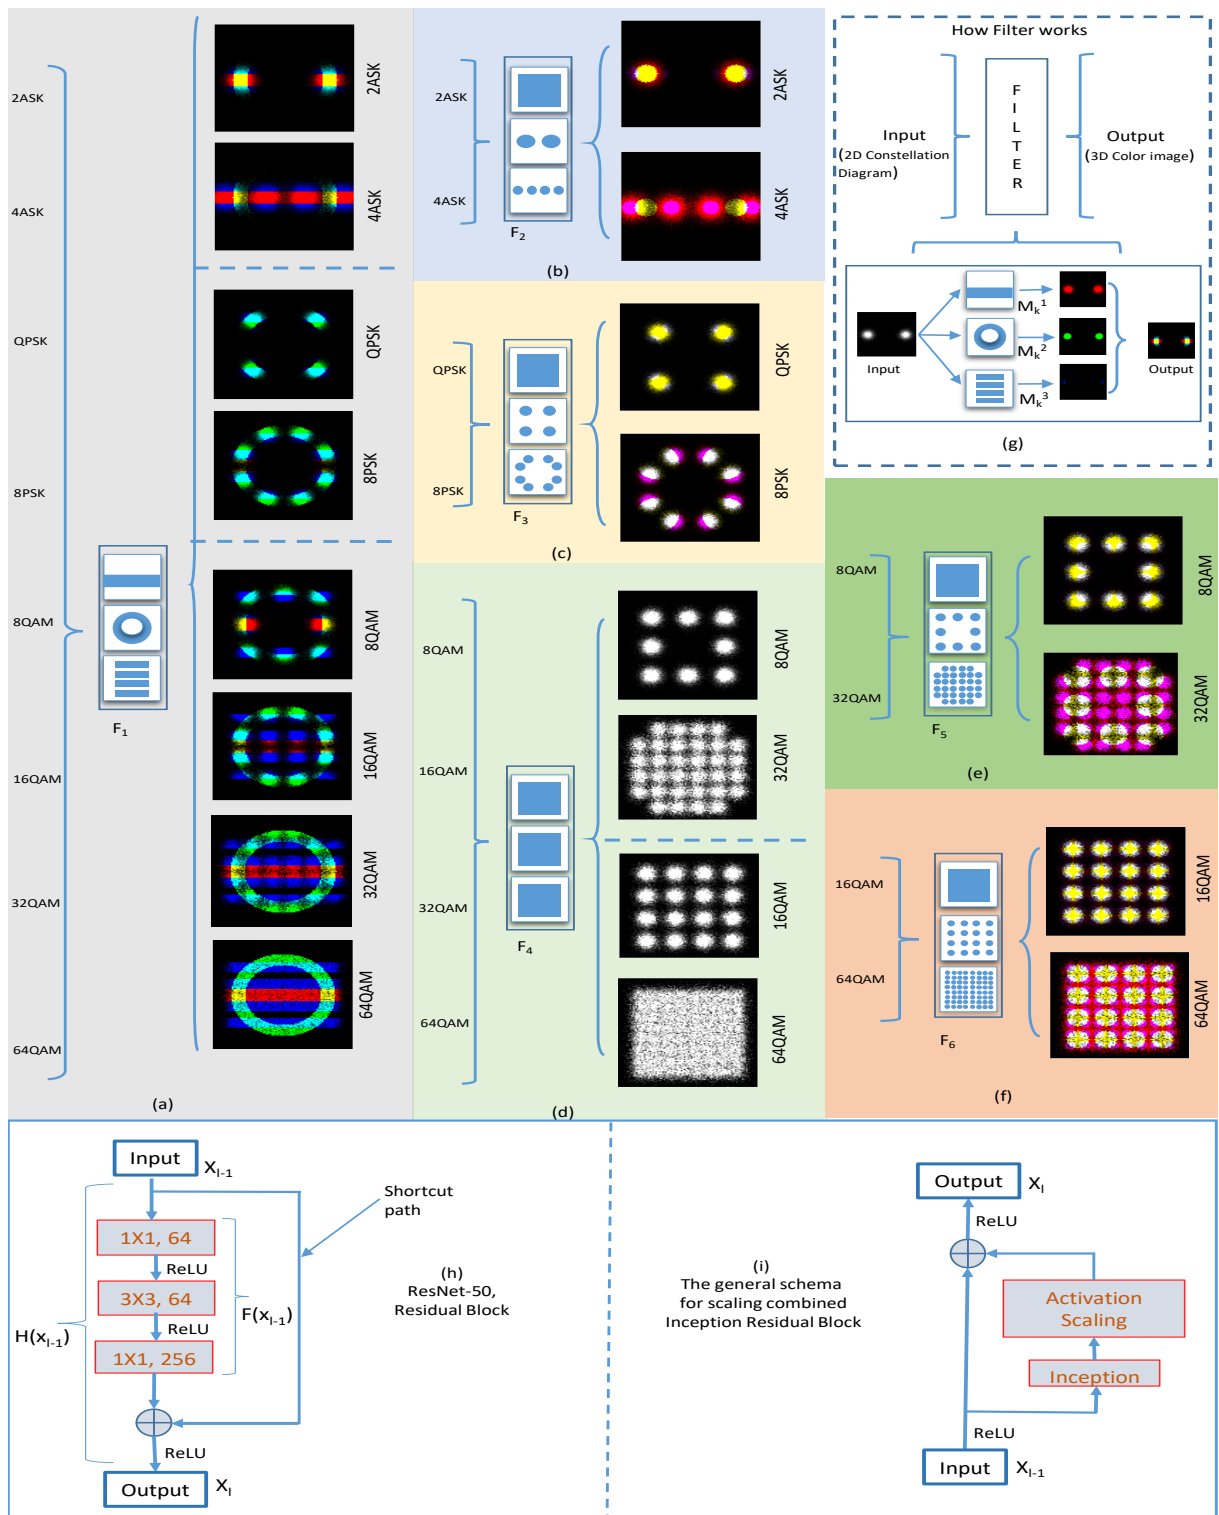 2ASK
4ASK
QPSK
8PSK
8QAM
16QAM
32QAM
64QAM
F1
2ASK
4ASK
QPSK
8PSK
8QAM
16QAM
32QAM
64QAM
(a)
2ASK
4ASK
F2
2ASK
4ASK
(b)
QPSK
8PSK
F3
QPSK
8PSK
(c)
8QAM
16QAM
32QAM
64QAM
F4
8QAM
32QAM
16QAM
64QAM
(d)
How Filter works
Input
(2D Constellation
Diagram)
FILTER
Output
(3D Color image)
Input
Mk1
Mk2
Mk3
Output
(g)
8QAM
32QAM
F5
8QAM
32QAM
(e)
16QAM
64QAM
F6
16QAM
64QAM
(f)
Input
Xl-1
Shortcut
path
1X1, 64
ReLU
3X3, 64
ReLU
1X1, 256
H(xl-1)
F(xl-1)
ReLU
Output
Xl
(h)
ResNet-50,
Residual Block
(i)
The general schema
for scaling combined
Inception Residual Block
Output
Xl
ReLU
Activation
Scaling
Inception
ReLU
Input
Xl-1